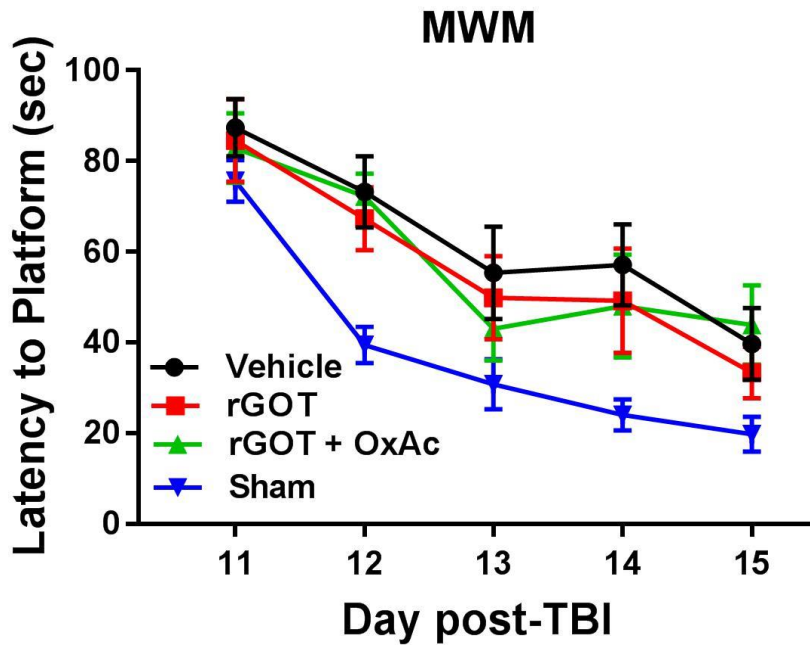 MWM
Latency to Platform (sec)
100
80
60
40
20
0
Vehicle
rGOT
rGOT + OxAc
Sham
11 12 13 14 15
Day post-TBI